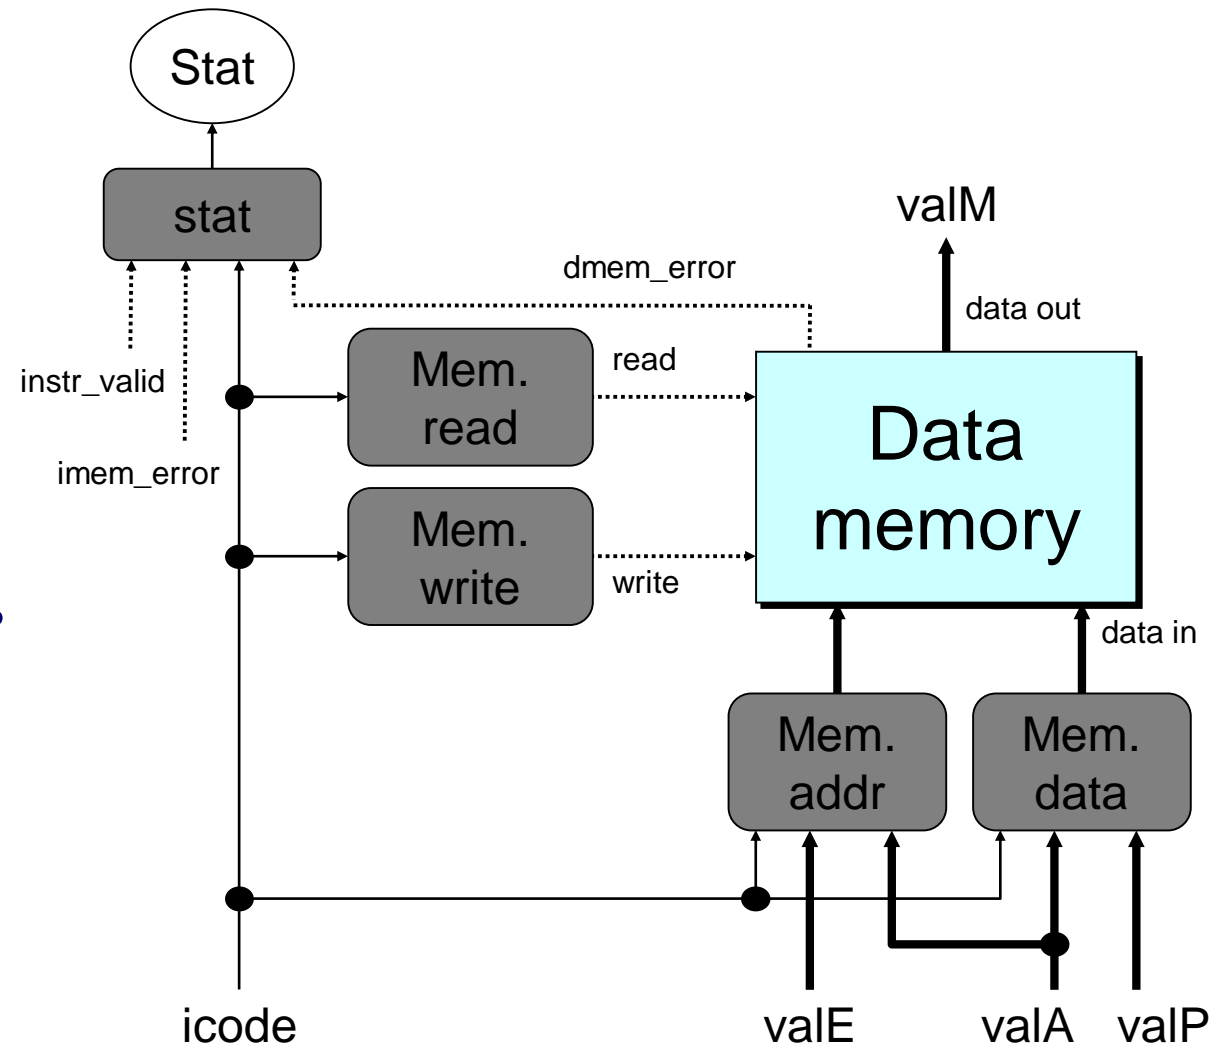 Stat
stat
valM
dmem_error
data out
read
Mem.
read
instr_valid
Data
memory
imem_error
Mem.
write
write
data in
Mem.
addr
Mem.
data
icode
valE
valA
valP